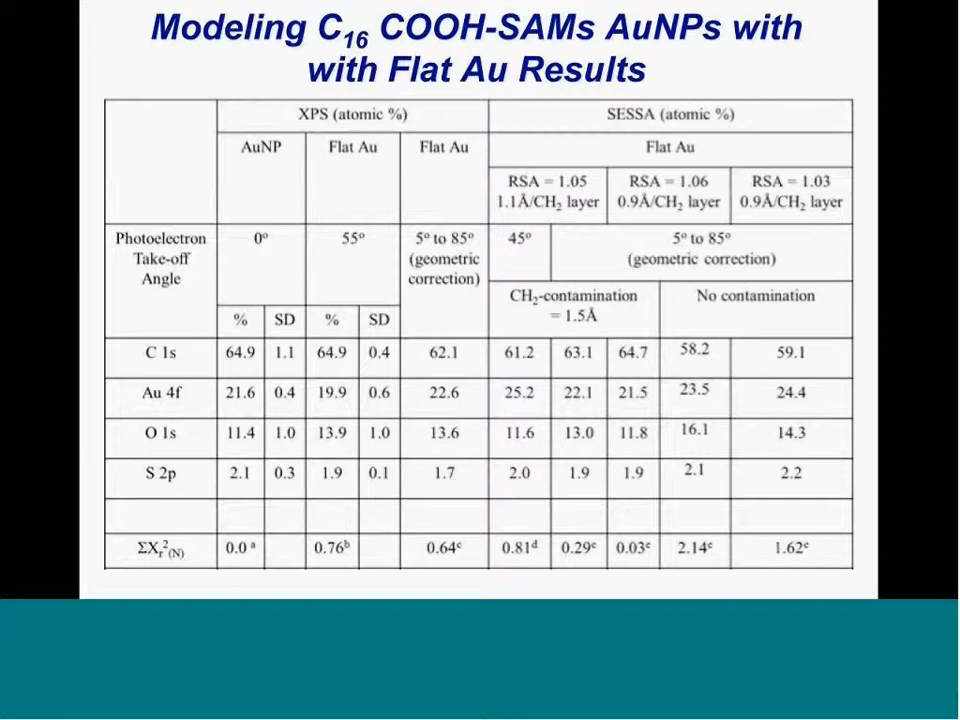 Modeling C16 COOH-SAMs AuNPs with
with Flat Au Results
XPS (atomic %) SESSA (atomic %)
AuNP Flat Au Flat Au Flat Au
RSA = 1.05 RSA = 1.06 RSA = 1.03
1.1Å/CH2 layer 0.9Å/CH2 layer 0.9Å/CH2 layer
Photoelectron 0° 55° 5° to 85° 45° 5° to 85°
Take-off (geometric (geometric correction)
Angle correction)
CH2-contamination No contamination
= 1.5Å
% SD % SD
C 1s 64.9 1.1 64.9 0.4 62.1 61.2 63.1 64.7 58.2 59.1
Au 4f 21.6 0.4 19.9 0.6 22.6 25.2 22.1 21.5 23.5 24.4
O 1s 11.4 1.0 13.9 1.0 13.6 11.6 13.0 11.8 16.1 14.3
S 2p 2.1 0.3 1.9 0.1 1.7 2.0 1.9 1.9 2.1 2.2
ΣXr²(N) 0.0 a 0.76b 0.64c 0.81d 0.29c 0.03c 2.14c 1.62c